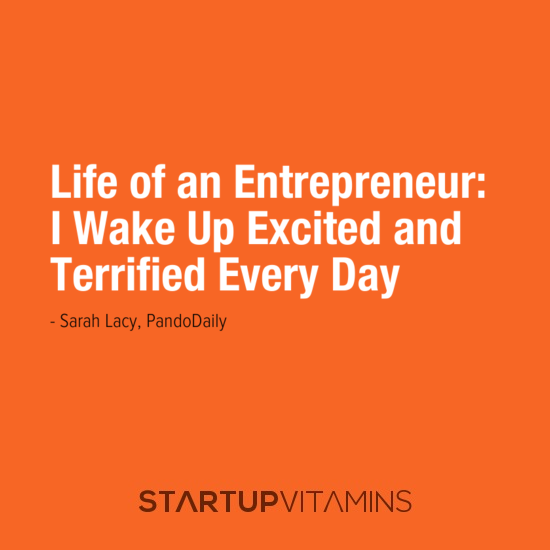 Life of an Entrepreneur:
I Wake Up Excited and
Terrified Every Day
- Sarah Lacy, PandoDaily
STARTUPVITAMINS